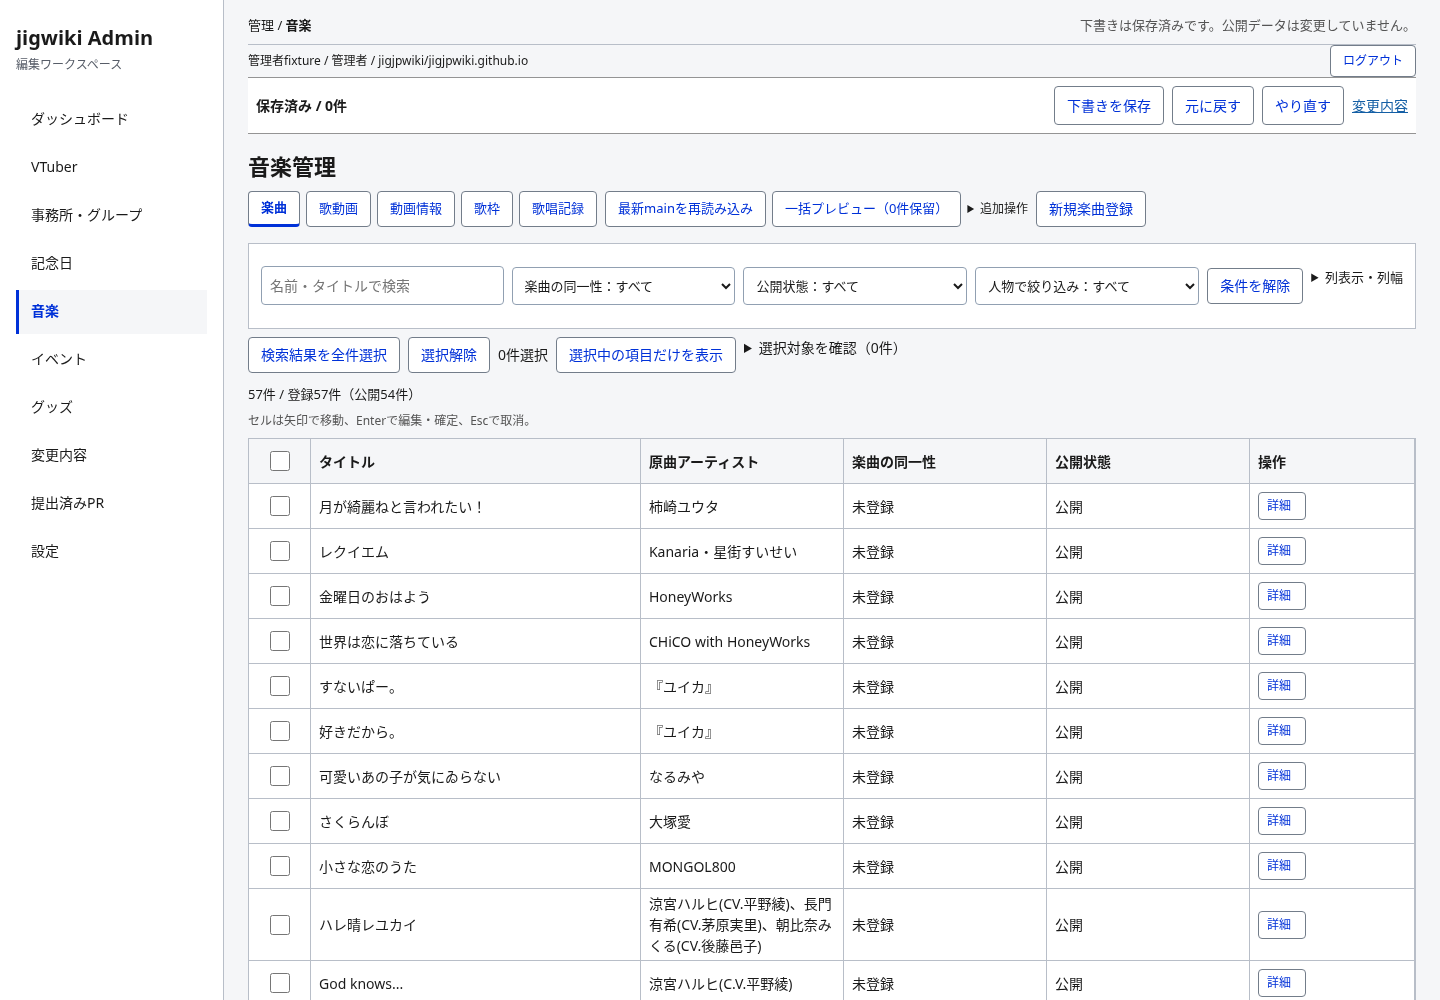 jigwiki Admin
編集ワークスペース
ダッシュボード
VTuber
事務所・グループ
記念日
音楽
イベント
グッズ
変更内容
提出済みPR
設定
管理 / 音楽
下書きは保存済みです。公開データは変更していません。
管理者fixture / 管理者 / jigjpwiki/jigjpwiki.github.io
ログアウト
保存済み / 0件
下書きを保存
元に戻す
やり直す
変更内容
音楽管理
楽曲
歌動画
動画情報
歌枠
歌唱記録
最新mainを再読み込み
一括プレビュー（0件保留）
追加操作
新規楽曲登録
名前・タイトルで検索
楽曲の同一性：すべて
公開状態：すべて
人物で絞り込み：すべて
条件を解除
列表示・列幅
検索結果を全件選択
選択解除
0件選択
選択中の項目だけを表示
選択対象を確認（0件）
57件 / 登録57件（公開54件）
セルは矢印で移動、Enterで編集・確定、Escで取消。
タイトル 原曲アーティスト 楽曲の同一性 公開状態 操作
月が綺麗ねと言われたい！ 柿崎ユウタ 未登録 公開 詳細
レクイエム Kanaria・星街すいせい 未登録 公開 詳細
金曜日のおはよう HoneyWorks 未登録 公開 詳細
世界は恋に落ちている CHiCO with HoneyWorks 未登録 公開 詳細
すないぱー。 『ユイカ』 未登録 公開 詳細
好きだから。 『ユイカ』 未登録 公開 詳細
可愛いあの子が気にゐらない なるみや 未登録 公開 詳細
さくらんぼ 大塚愛 未登録 公開 詳細
小さな恋のうた MONGOL800 未登録 公開 詳細
ハレ晴レユカイ 涼宮ハルヒ(CV.平野綾)、長門
有希(CV.茅原実里)、朝比奈み
くる(CV.後藤邑子) 未登録 公開 詳細
God knows... 涼宮ハルヒ(C.V.平野綾) 未登録 公開 詳細